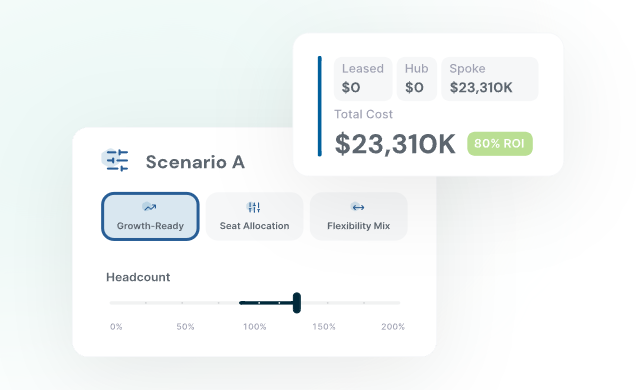 Leased Hub Spoke
$0 $0 $23,310K
Total Cost
$23,310K 80% ROI
Scenario A
Growth-Ready Seat Allocation Flexibility Mix
Headcount
0% 50% 100% 150% 200%